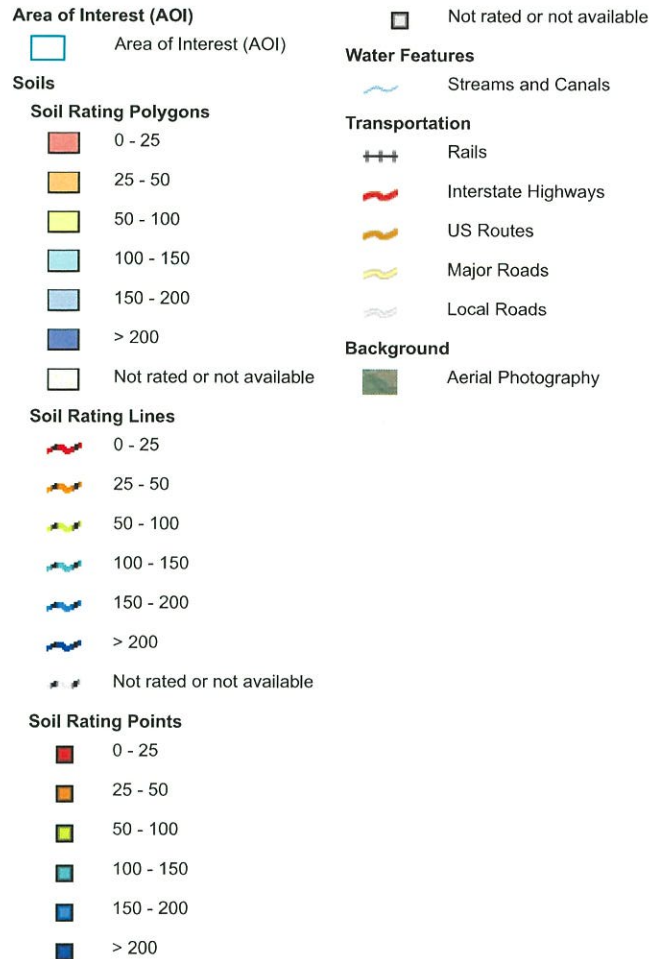 Area of Interest (AOI)
Area of Interest (AOI)
Soils
Soil Rating Polygons
0 - 25
25 - 50
50 - 100
100 - 150
150 - 200
> 200
Not rated or not available
Soil Rating Lines
0 - 25
25 - 50
50 - 100
100 - 150
150 - 200
> 200
Not rated or not available
Soil Rating Points
0 - 25
25 - 50
50 - 100
100 - 150
150 - 200
> 200
Not rated or not available
Water Features
Streams and Canals
Transportation
Rails
Interstate Highways
US Routes
Major Roads
Local Roads
Background
Aerial Photography